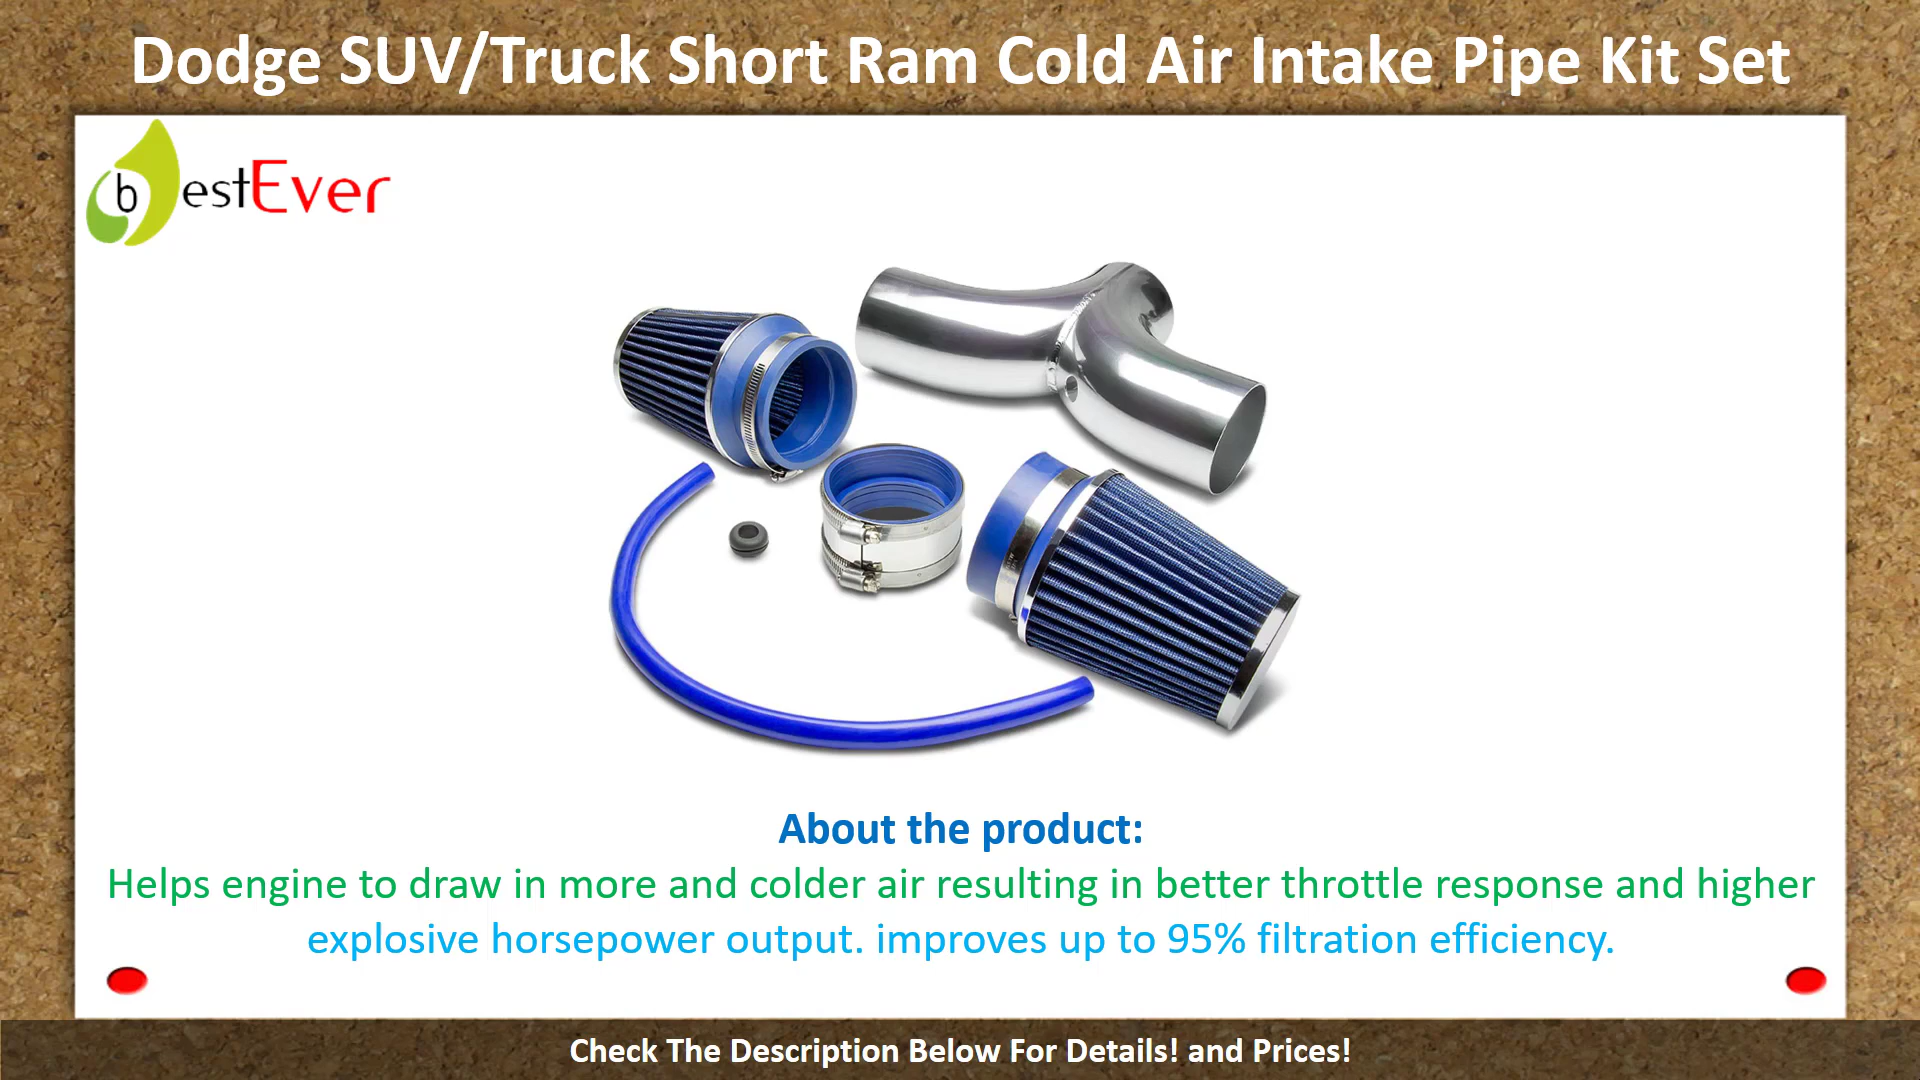 Dodge SUV/Truck Short Ram Cold Air Intake Pipe Kit Set
bestEver
About the product:
Helps engine to draw in more and colder air resulting in better throttle response and higher
explosive horsepower output. improves up to 95% filtration efficiency.
Check The Description Below For Details! and Prices!